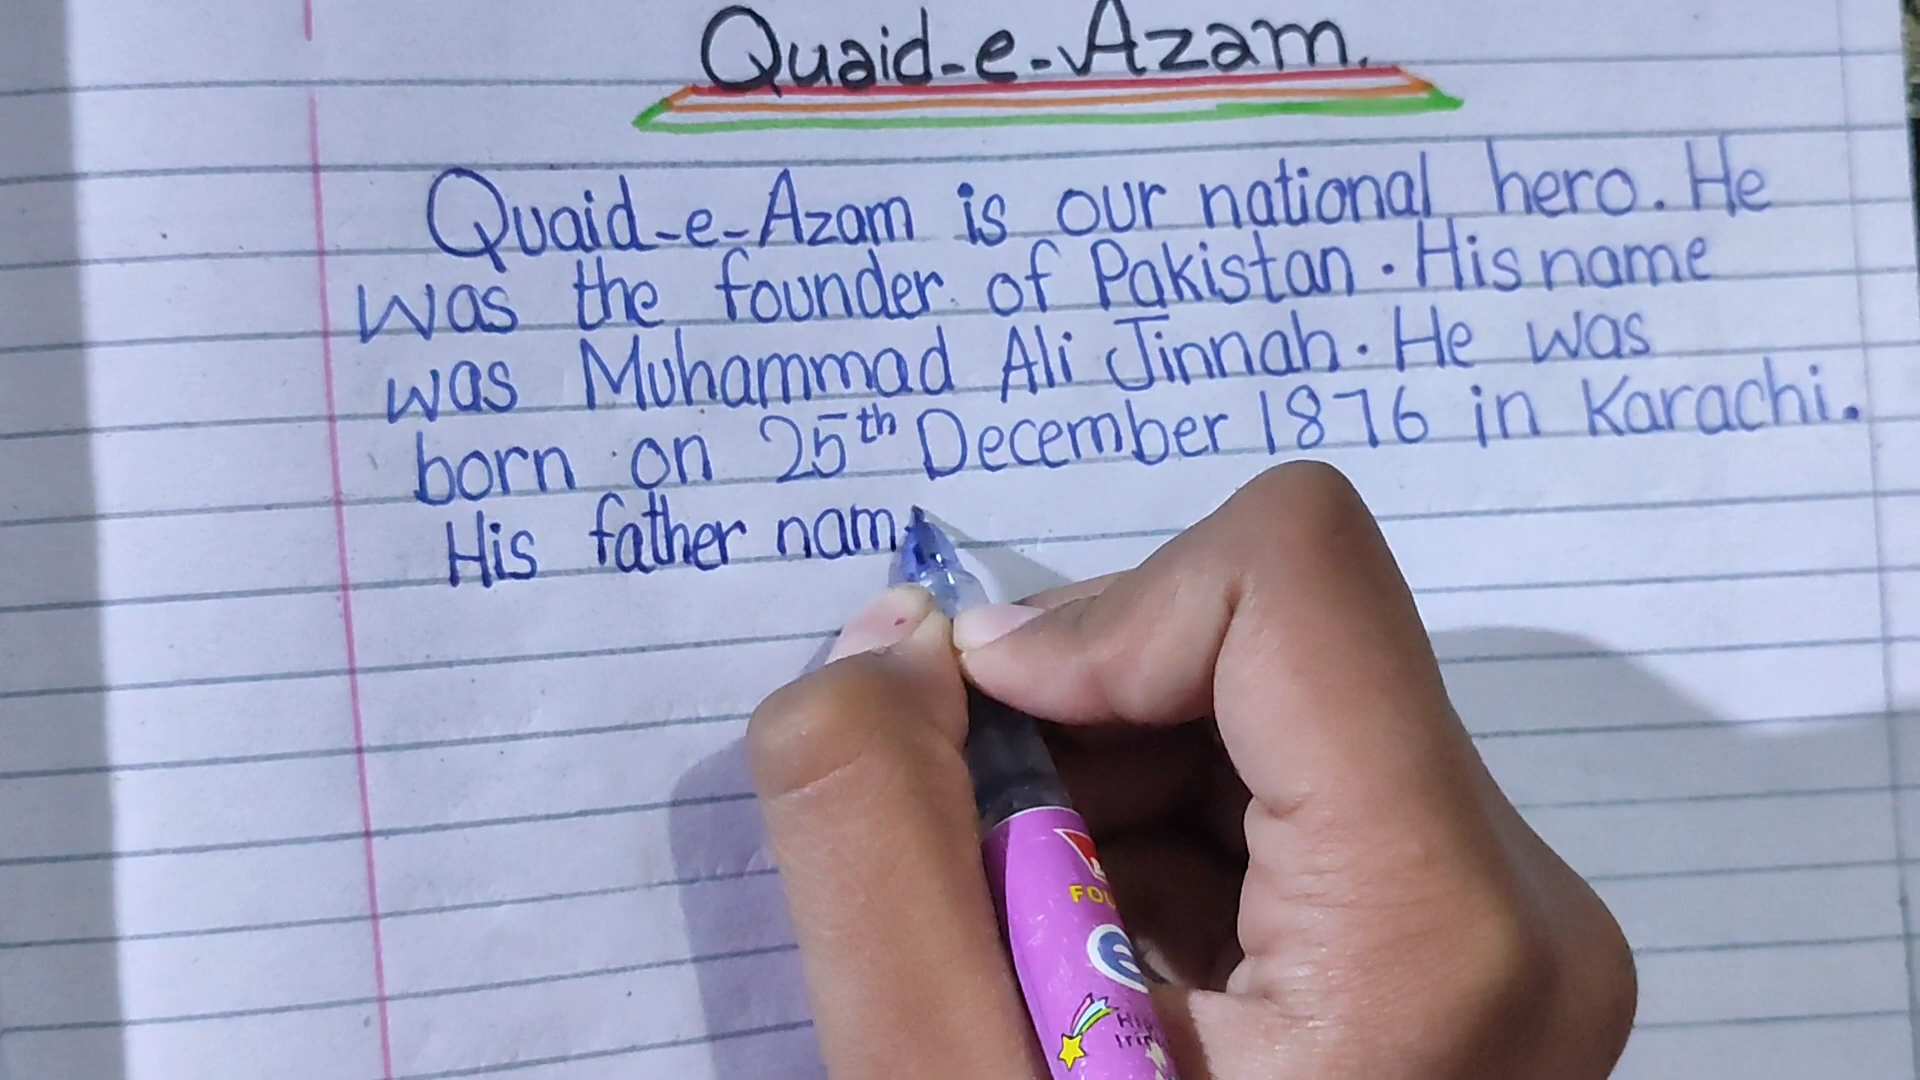 Quaid-e-Azam.
Quaid-e-Azam is our national hero. He
was the founder of Pakistan. His name
was Muhammad Ali Jinnah. He was
born on 25th December 1876 in Karachi.
His father nam